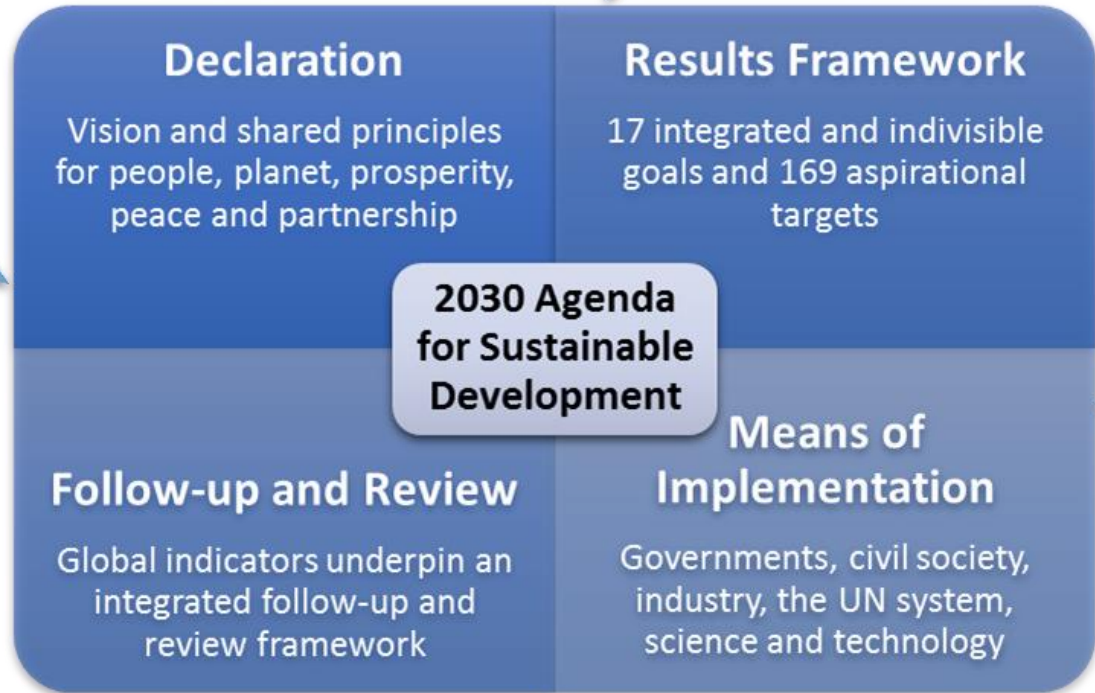 Declaration
Vision and shared principles
for people, planet, prosperity,
peace and partnership
Results Framework
17 integrated and indivisible
goals and 169 aspirational
targets
2030 Agenda
for Sustainable
Development
Follow-up and Review
Global indicators underpin an
integrated follow-up and
review framework
Means of
Implementation
Governments, civil society,
industry, the UN system,
science and technology